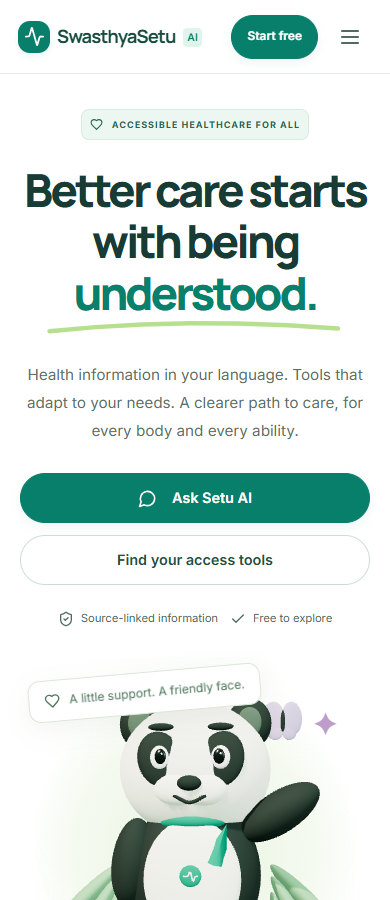 SwasthyaSetu AI
Start free
ACCESSIBLE HEALTHCARE FOR ALL
Better care starts
with being
understood.
Health information in your language. Tools that
adapt to your needs. A clearer path to care, for
every body and every ability.
Ask Setu AI
Find your access tools
Source-linked information
Free to explore
A little support. A friendly face.